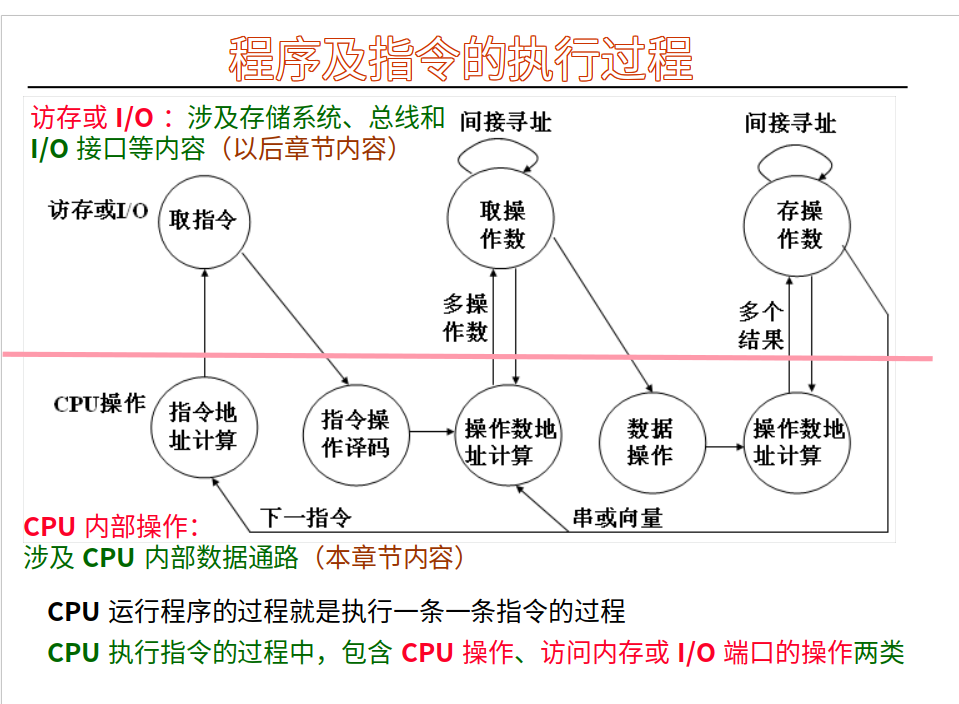 程序及指令的执行过程
访存或 I/O ：涉及存储系统、总线和
I/O 接口等内容（以后章节内容）
间接寻址
间接寻址
访存或I/O
取指令
取操
作数
存操
作数
多操
作数
多个
结果
CPU操作
指令地
址计算
指令操
作译码
操作数地
址计算
数据
操作
操作数地
址计算
下一指令
串或向量
CPU 内部操作：
涉及 CPU 内部数据通路（本章节内容）
CPU 运行程序的过程就是执行一条一条指令的过程
CPU 执行指令的过程中，包含 CPU 操作、访问内存或 I/O 端口的操作两类